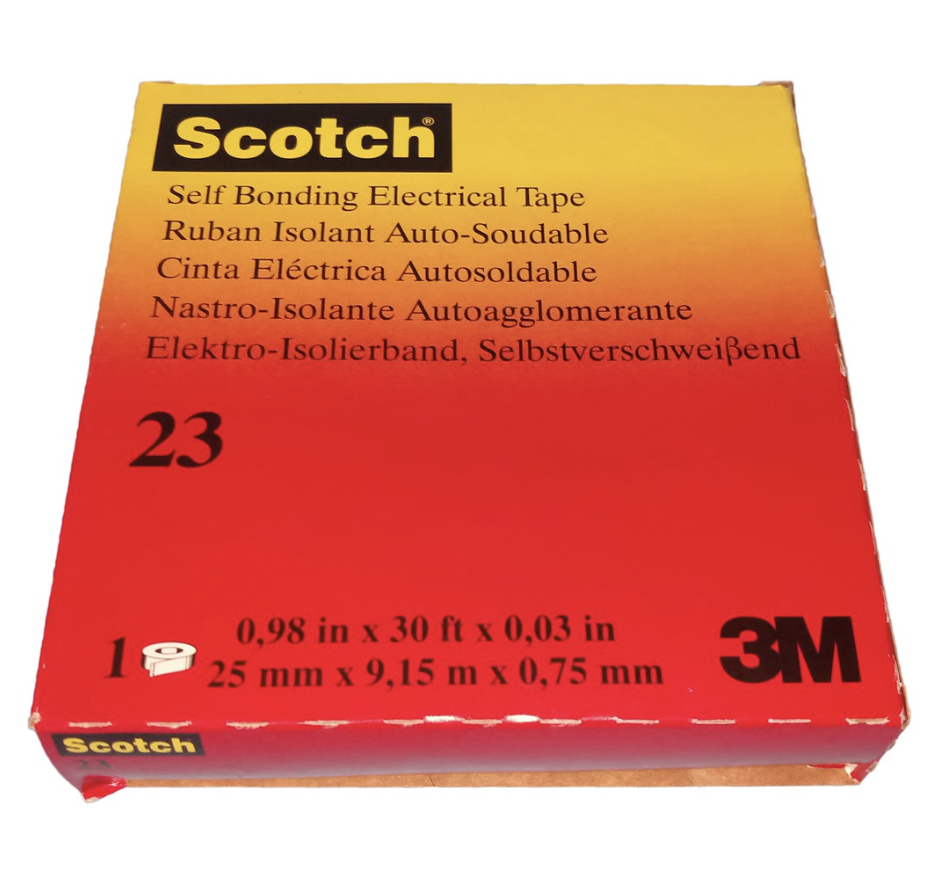 Scotch®
Self Bonding Electrical Tape
Ruban Isolant Auto-Soudable
Cinta Eléctrica Autosoldable
Nastro-Isolante Autoagglomerante
Elektro-Isolierband, Selbstverschweißend
23
1 0,98 in x 30 ft x 0,03 in
25 mm x 9,15 m x 0,75 mm
3M
Scotch
23